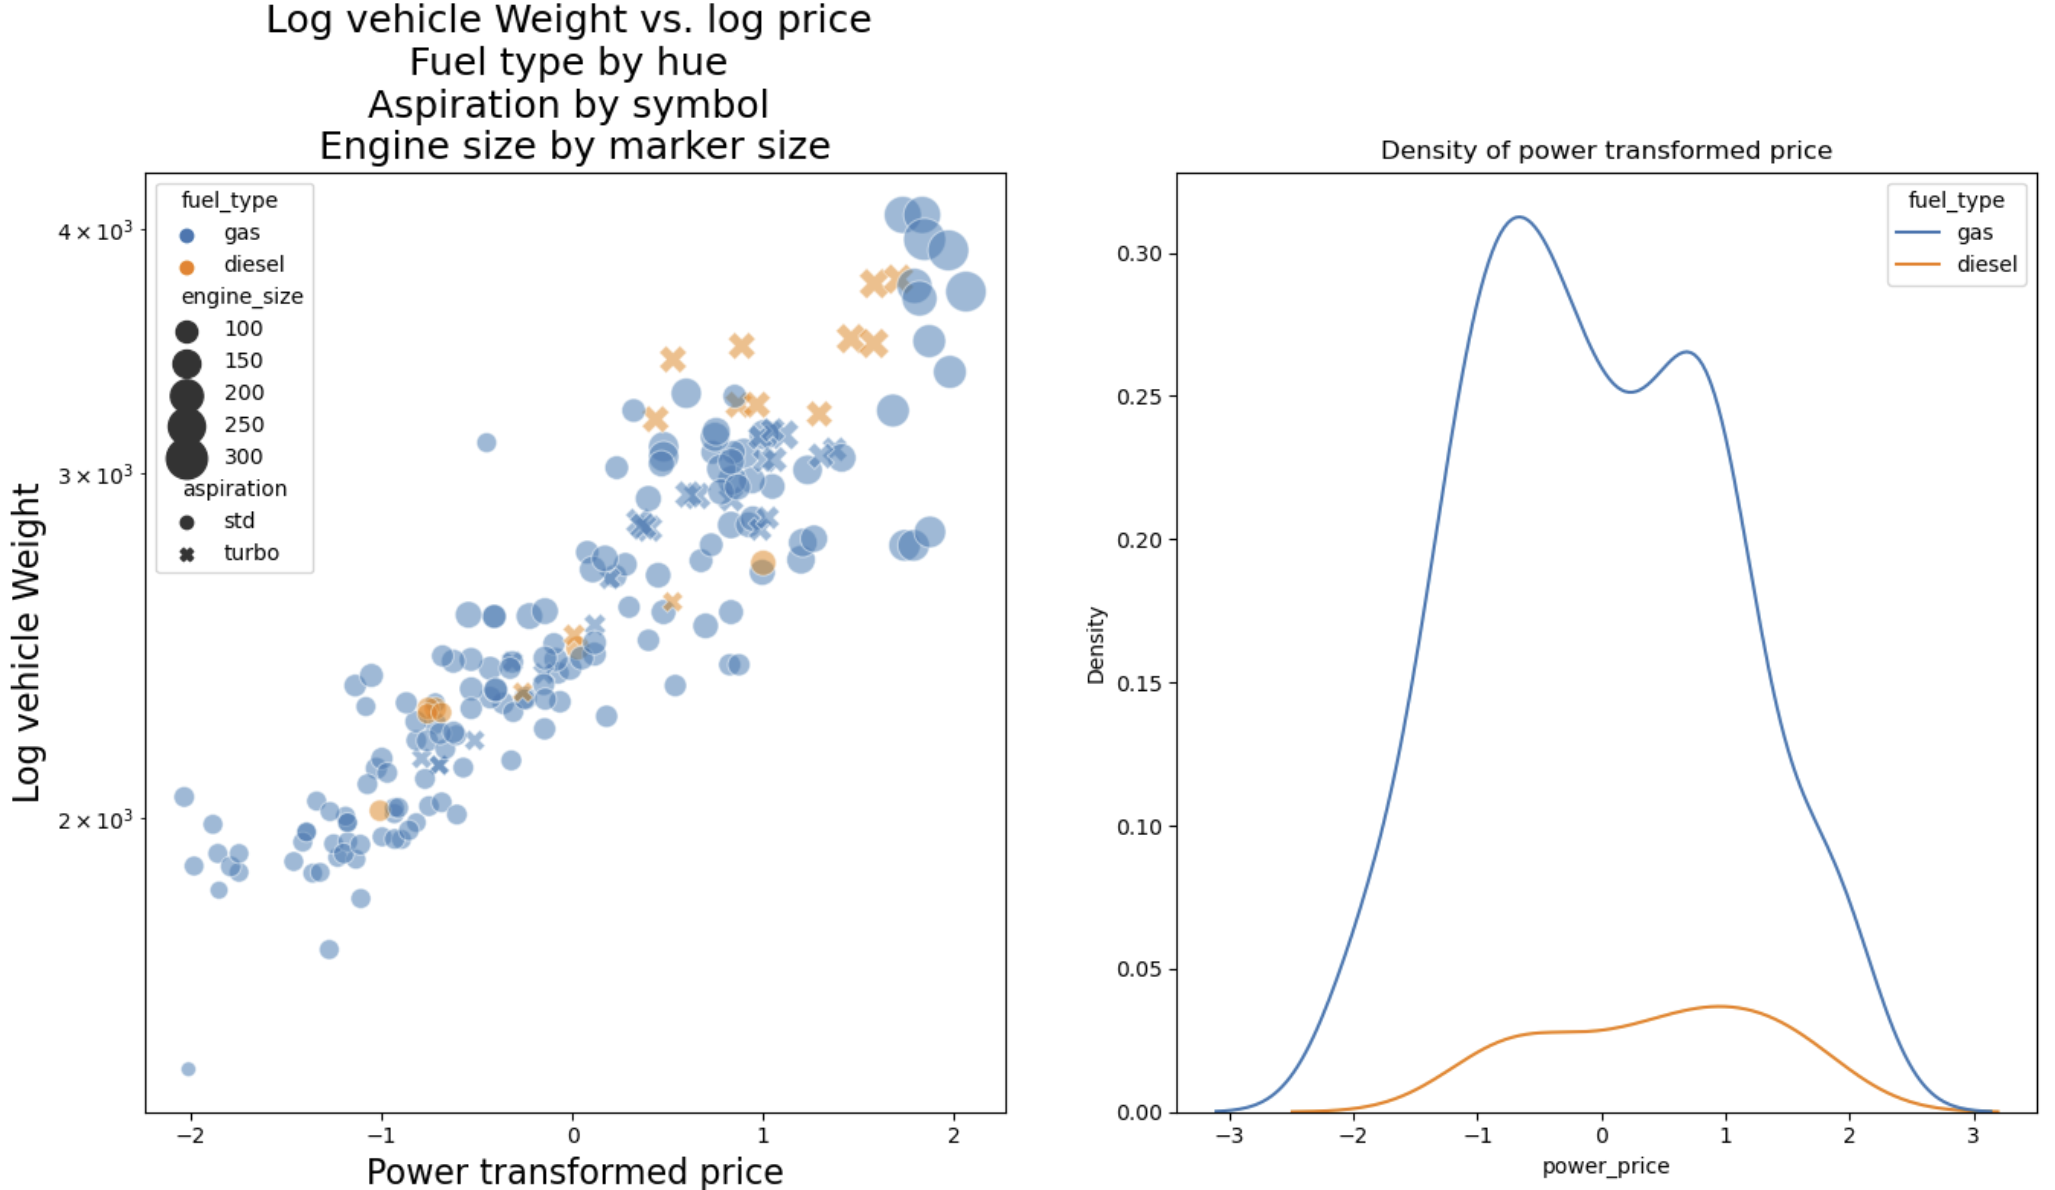 Log vehicle Weight vs. log price
Fuel type by hue
Aspiration by symbol
Engine size by marker size
fuel_type
gas
diesel
engine_size
100
150
200
250
300
aspiration
std
turbo
4 × 10³
3 × 10³
2 × 10³
Log vehicle Weight
−2
−1
0
1
2
Power transformed price
Density of power transformed price
fuel_type
gas
diesel
0.30
0.25
0.20
0.15
0.10
0.05
0.00
Density
−3
−2
−1
0
1
2
3
power_price